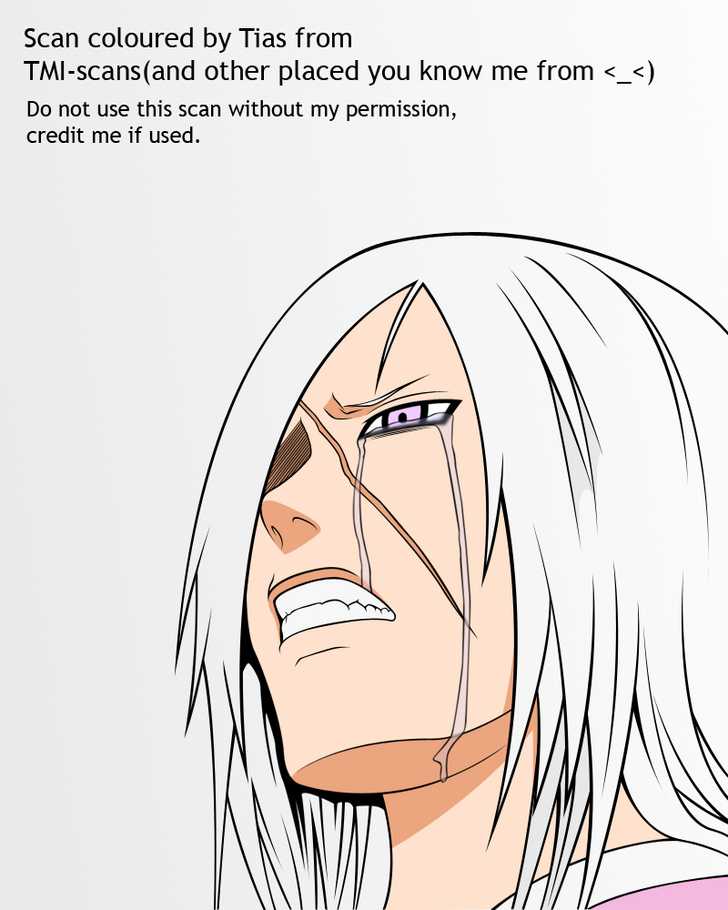 Scan coloured by Tias from
TMI-scans(and other placed you know me from <_<)
Do not use this scan without my permission,
credit me if used.